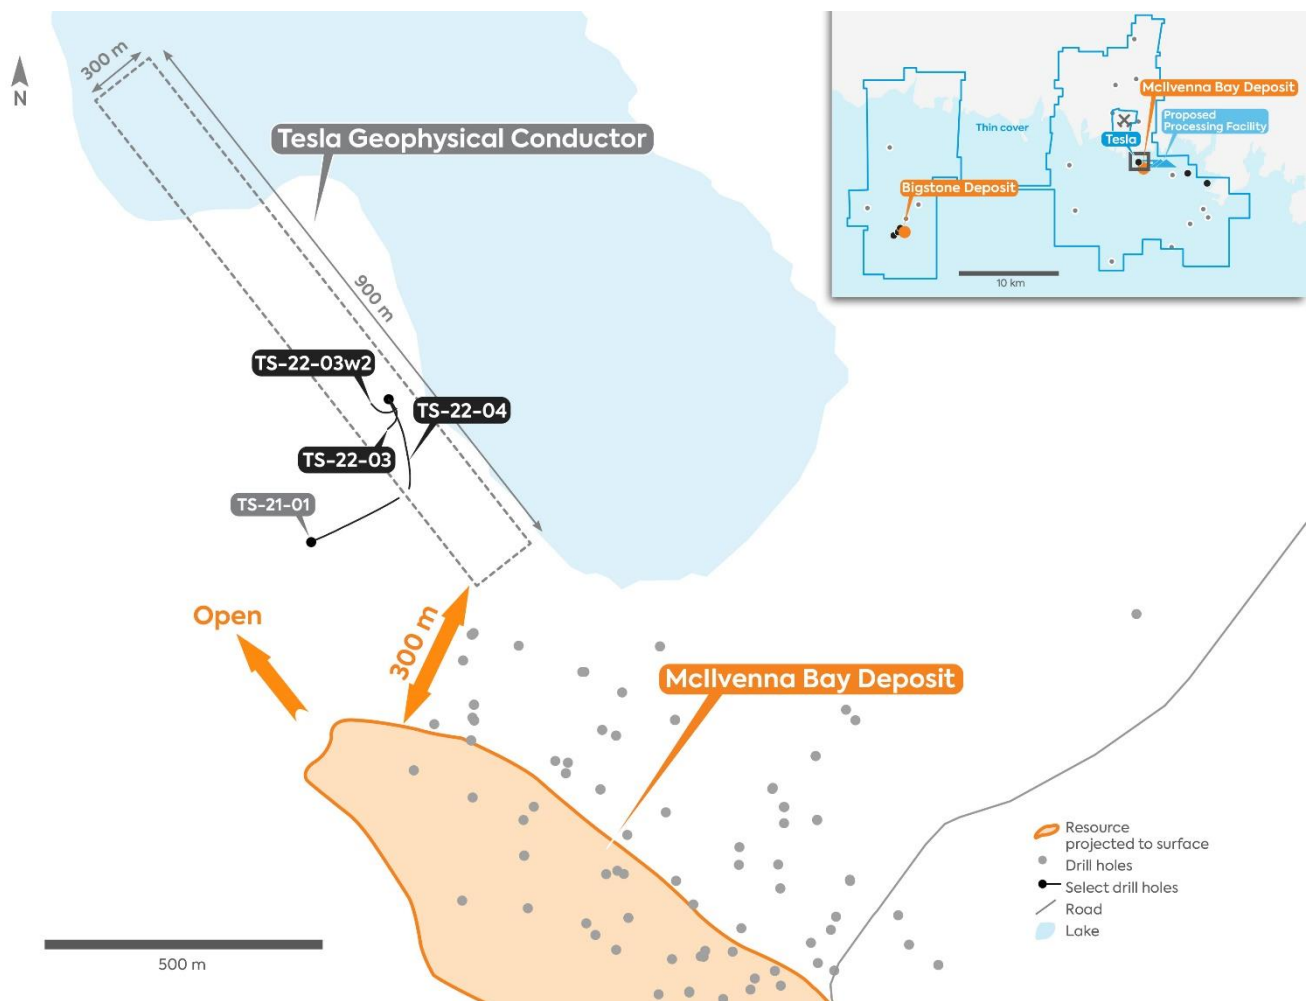 300 m
N
Tesla Geophysical Conductor
900 m
TS-22-03w2
TS-22-04
TS-22-03
TS-21-01
Open
300 m
McIlvenna Bay Deposit
500 m
McIlvenna Bay Deposit
Thin cover
Proposed
Processing Facility
Tesla
Bigstone Deposit
10 km
Resource
projected to surface
Drill holes
Select drill holes
Road
Lake